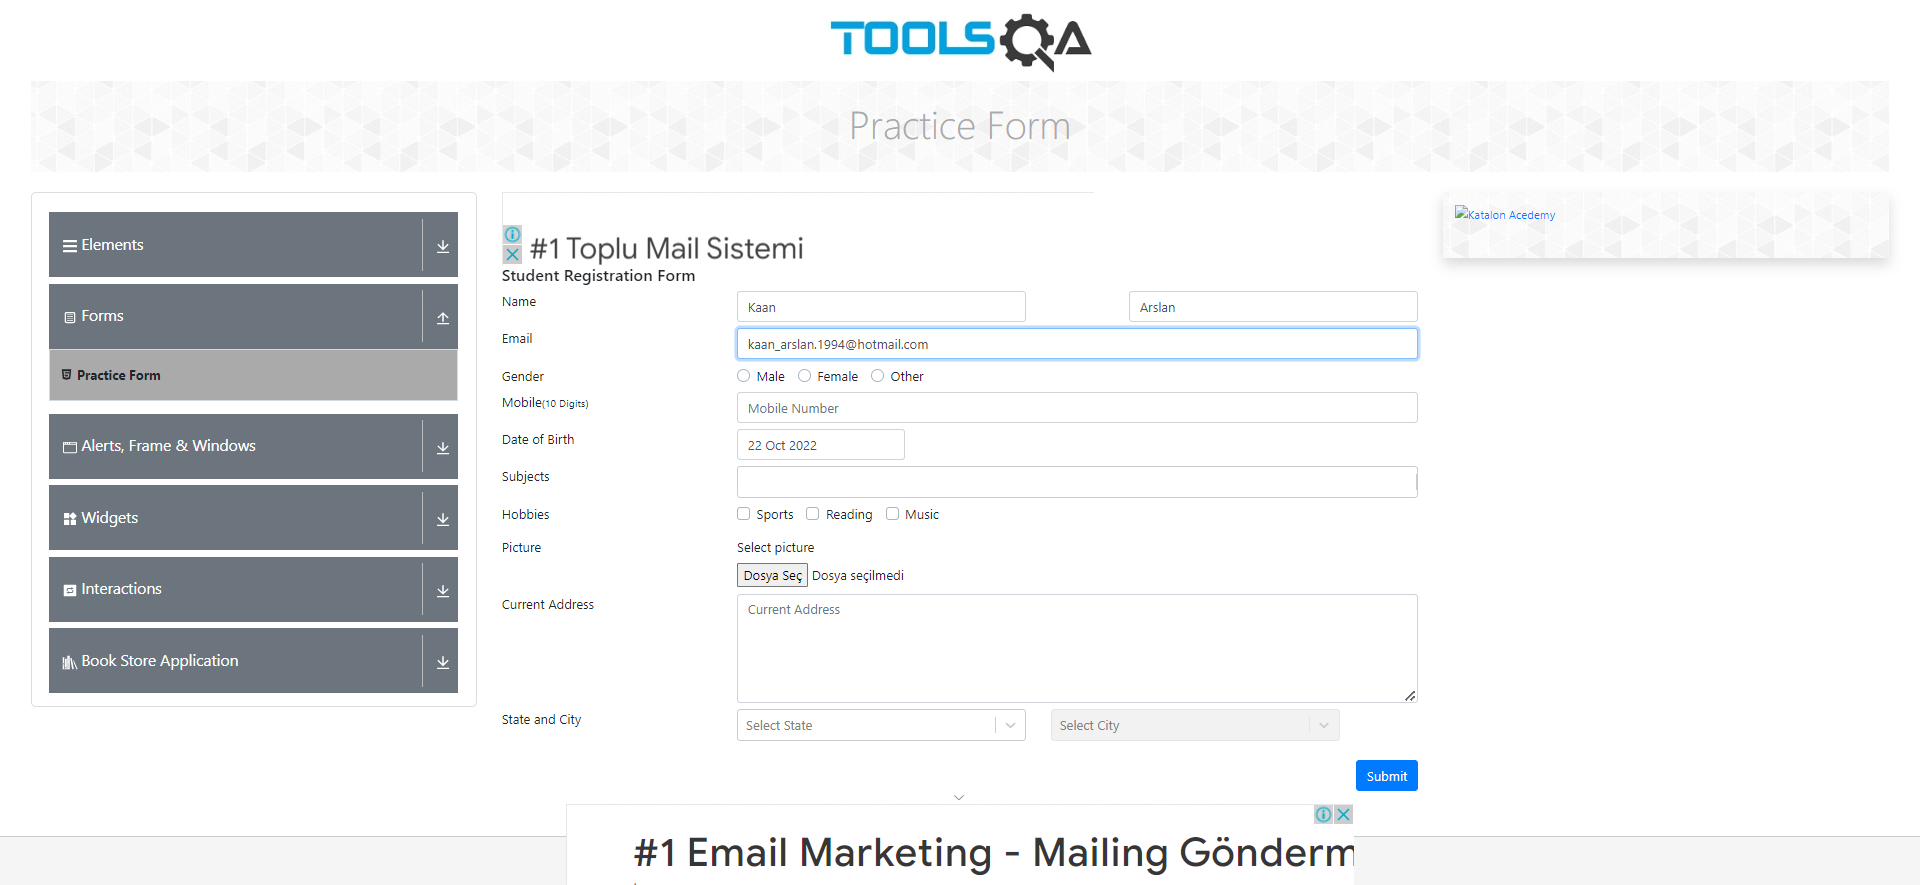 TOOLSQA
Practice Form
Elements
Forms
Practice Form
Alerts, Frame & Windows
Widgets
Interactions
Book Store Application
#1 Toplu Mail Sistemi
Student Registration Form
Name Kaan Arslan
Email kaan_arslan.1994@hotmail.com
Gender Male Female Other
Mobile(10 Digits) Mobile Number
Date of Birth 22 Oct 2022
Subjects
Hobbies Sports Reading Music
Picture Select picture
Dosya Seç Dosya seçilmedi
Current Address Current Address
State and City Select State Select City
Submit
Katalon Acedemy
#1 Email Marketing - Mailing Gönderm